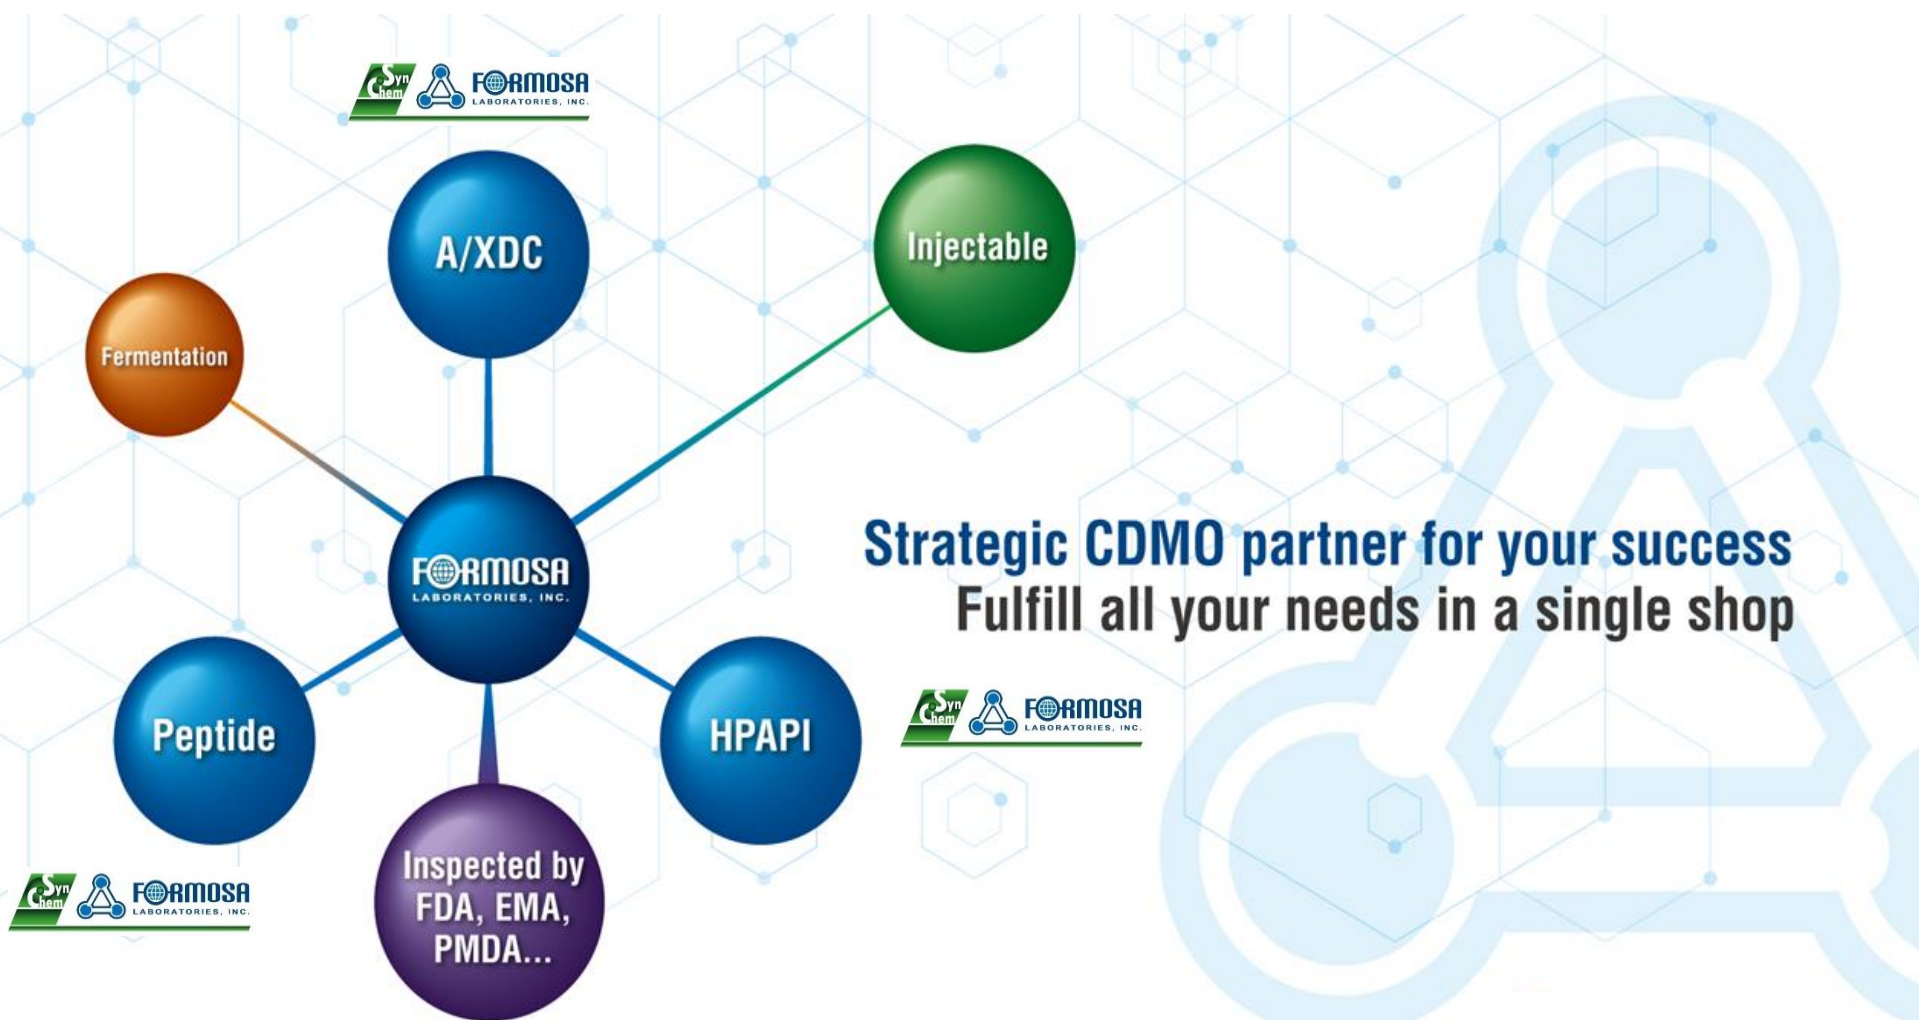 Syn
Chem
FORMOSA
LABORATORIES, INC.
A/XDC
Injectable
Fermentation
FORMOSA
LABORATORIES, INC.
Strategic CDMO partner for your success
Fulfill all your needs in a single shop
Peptide
HPAPI
Syn
Chem
FORMOSA
LABORATORIES, INC.
Inspected by
FDA, EMA,
PMDA...
Syn
Chem
FORMOSA
LABORATORIES, INC.